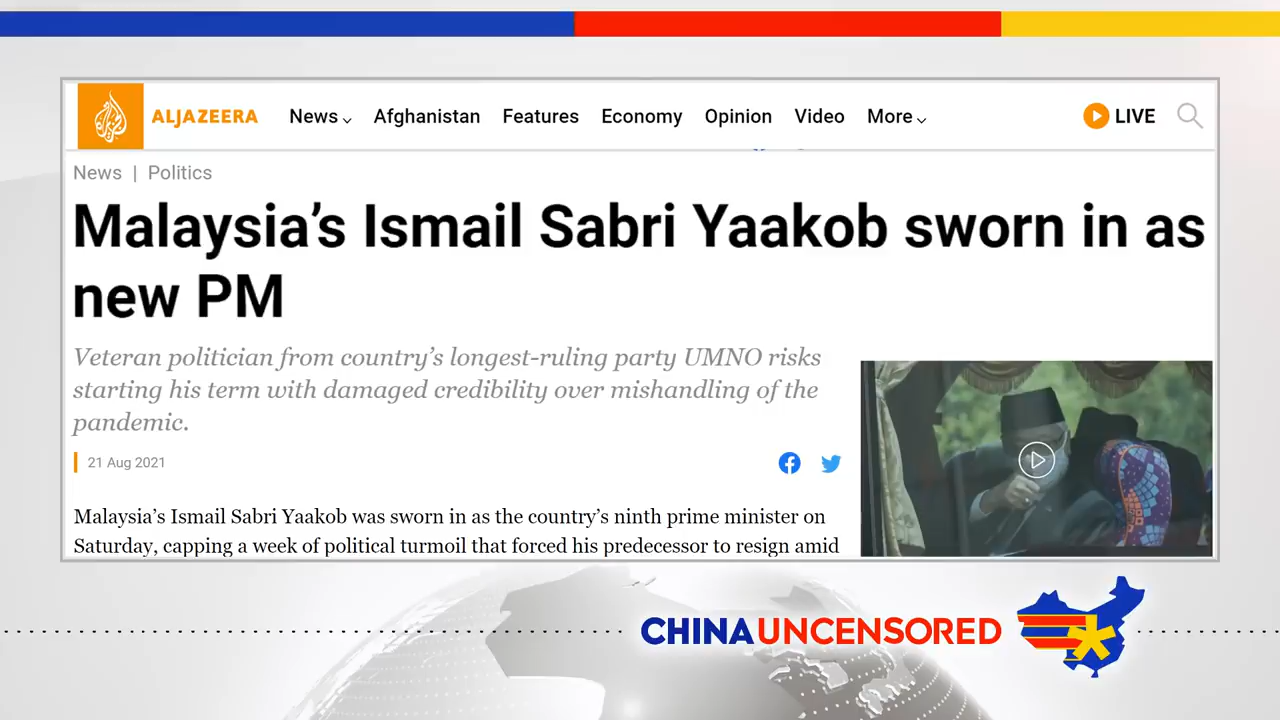 ALJAZEERA News Afghanistan Features Economy Opinion Video More LIVE
News | Politics
Malaysia’s Ismail Sabri Yaakob sworn in as
new PM
Veteran politician from country’s longest-ruling party UMNO risks
starting his term with damaged credibility over mishandling of the
pandemic.
21 Aug 2021
Malaysia’s Ismail Sabri Yaakob was sworn in as the country’s ninth prime minister on
Saturday, capping a week of political turmoil that forced his predecessor to resign amid
CHINA UNCENSORED